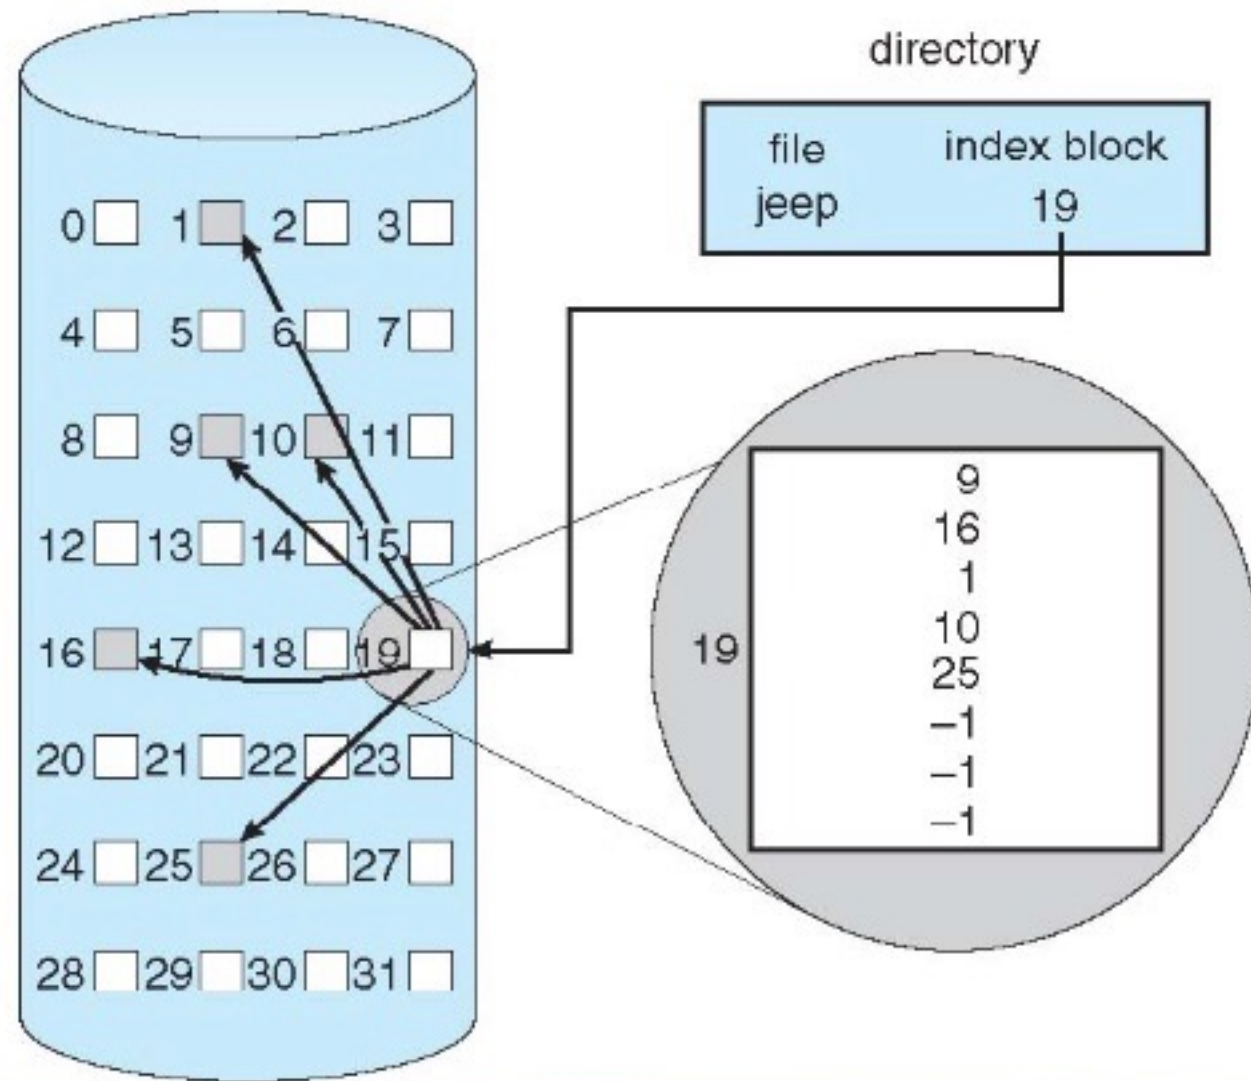 directory
file index block
jeep 19
0 1 2 3
4 5 6 7
8 9 10 11
12 13 14 15
16 17 18 19
20 21 22 23
24 25 26 27
28 29 30 31
19
9
16
1
10
25
–1
–1
–1